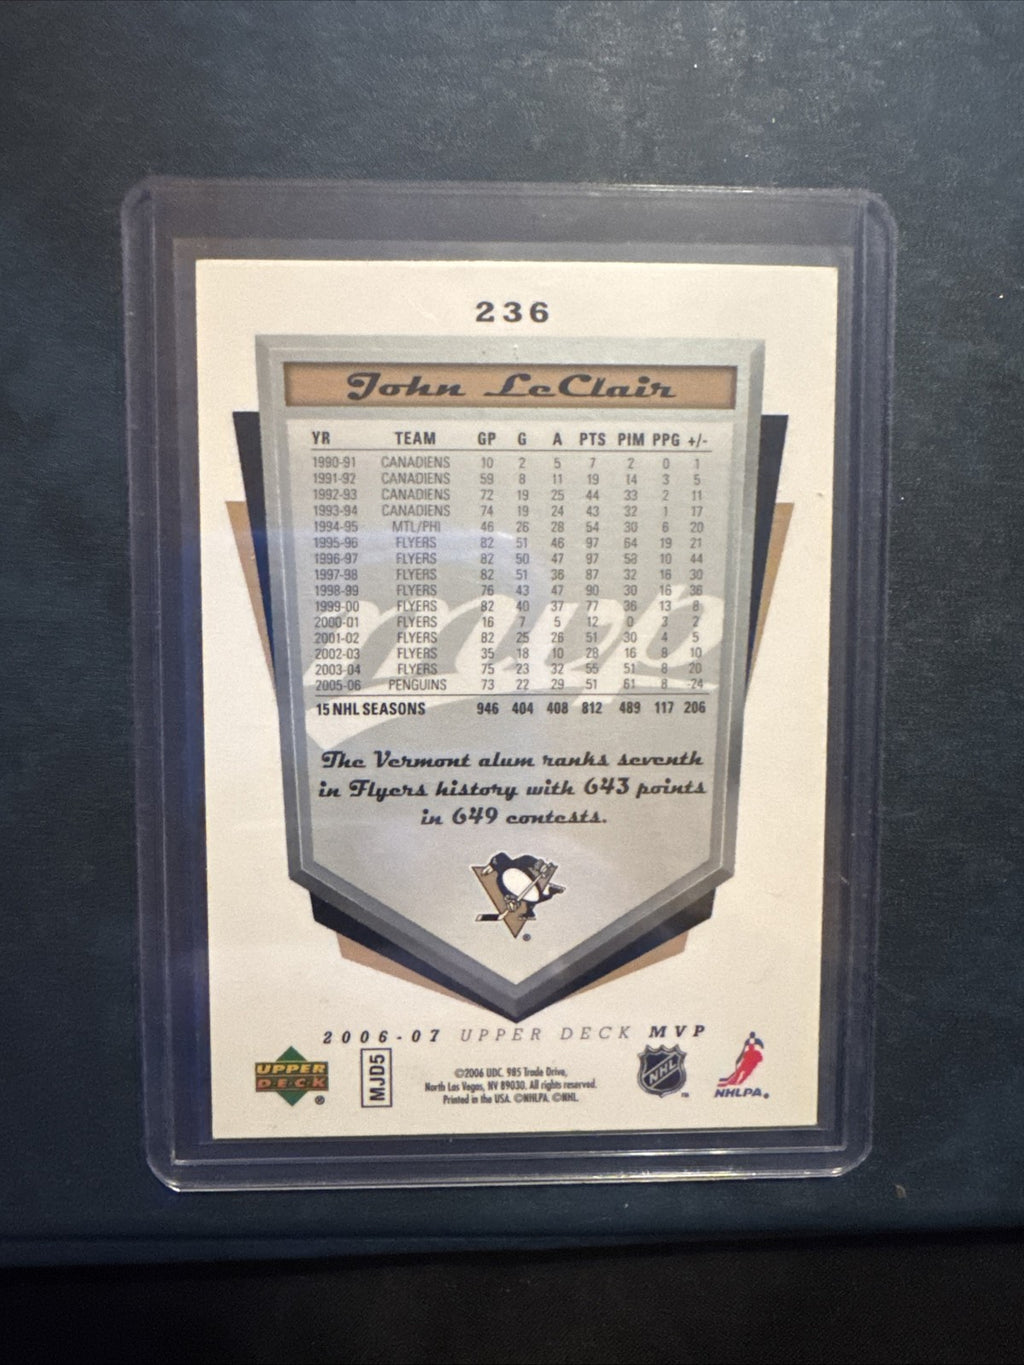 236
John LeClair
YR TEAM GP G A PTS PIM PPG +/-
1990-91 CANADIENS 10 2 5 7 2 0 1
1991-92 CANADIENS 59 8 11 19 14 3 5
1992-93 CANADIENS 72 19 25 44 33 2 11
1993-94 CANADIENS 74 19 24 43 32 1 17
1994-95 MTL/PHI 46 26 28 54 30 6 20
1995-96 FLYERS 82 51 46 97 64 19 21
1996-97 FLYERS 82 50 47 97 58 10 44
1997-98 FLYERS 82 51 36 87 32 16 30
1998-99 FLYERS 76 43 47 90 30 16 36
1999-00 FLYERS 82 40 37 77 36 13 8
2000-01 FLYERS 16 7 5 12 0 3 2
2001-02 FLYERS 82 25 26 51 30 4 5
2002-03 FLYERS 35 18 10 28 16 8 10
2003-04 FLYERS 75 23 32 55 51 8 20
2005-06 PENGUINS 73 22 29 51 61 8 -24
15 NHL SEASONS 946 404 408 812 489 117 206
mvp
The Vermont alum ranks seventh
in Flyers history with 643 points
in 649 contests.
®
2006-07 UPPER DECK MVP
UPPER
DECK
®
MJD5
©2006 UDC. 985 Trade Drive,
North Las Vegas, NV 89030. All rights reserved.
Printed in the USA. ©NHLPA. ©NHL.
NHL
TM
NHLPA®